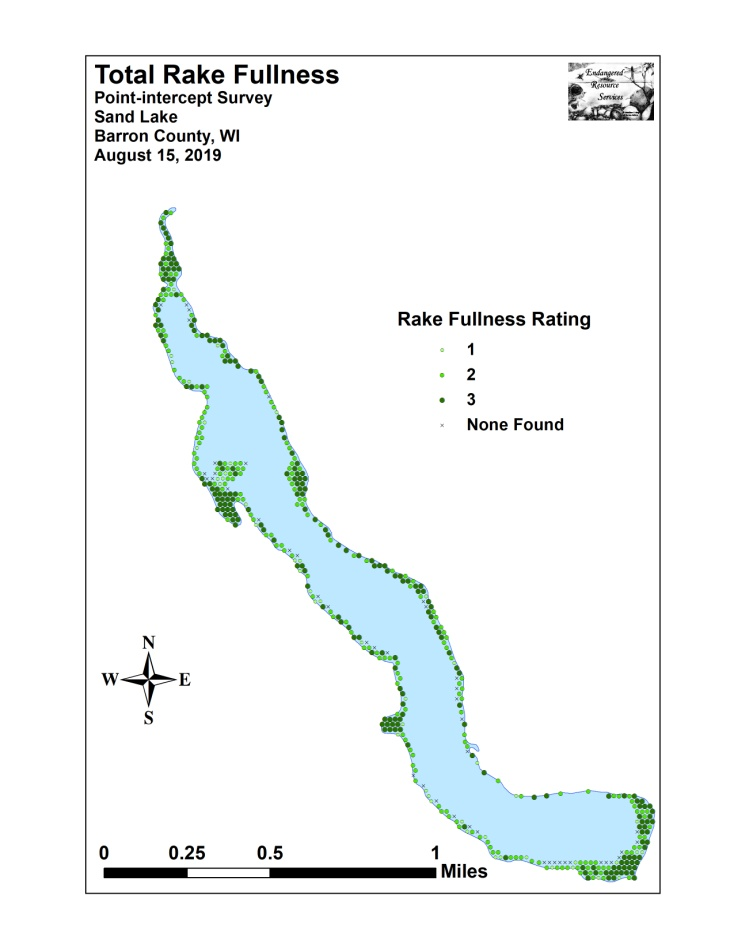 Total Rake Fullness
Point-intercept Survey
Sand Lake
Barron County, WI
August 15, 2019
Endangered
Resource
Services
Rake Fullness Rating
1
2
3
None Found
N
W E
S
0 0.25 0.5 1
Miles